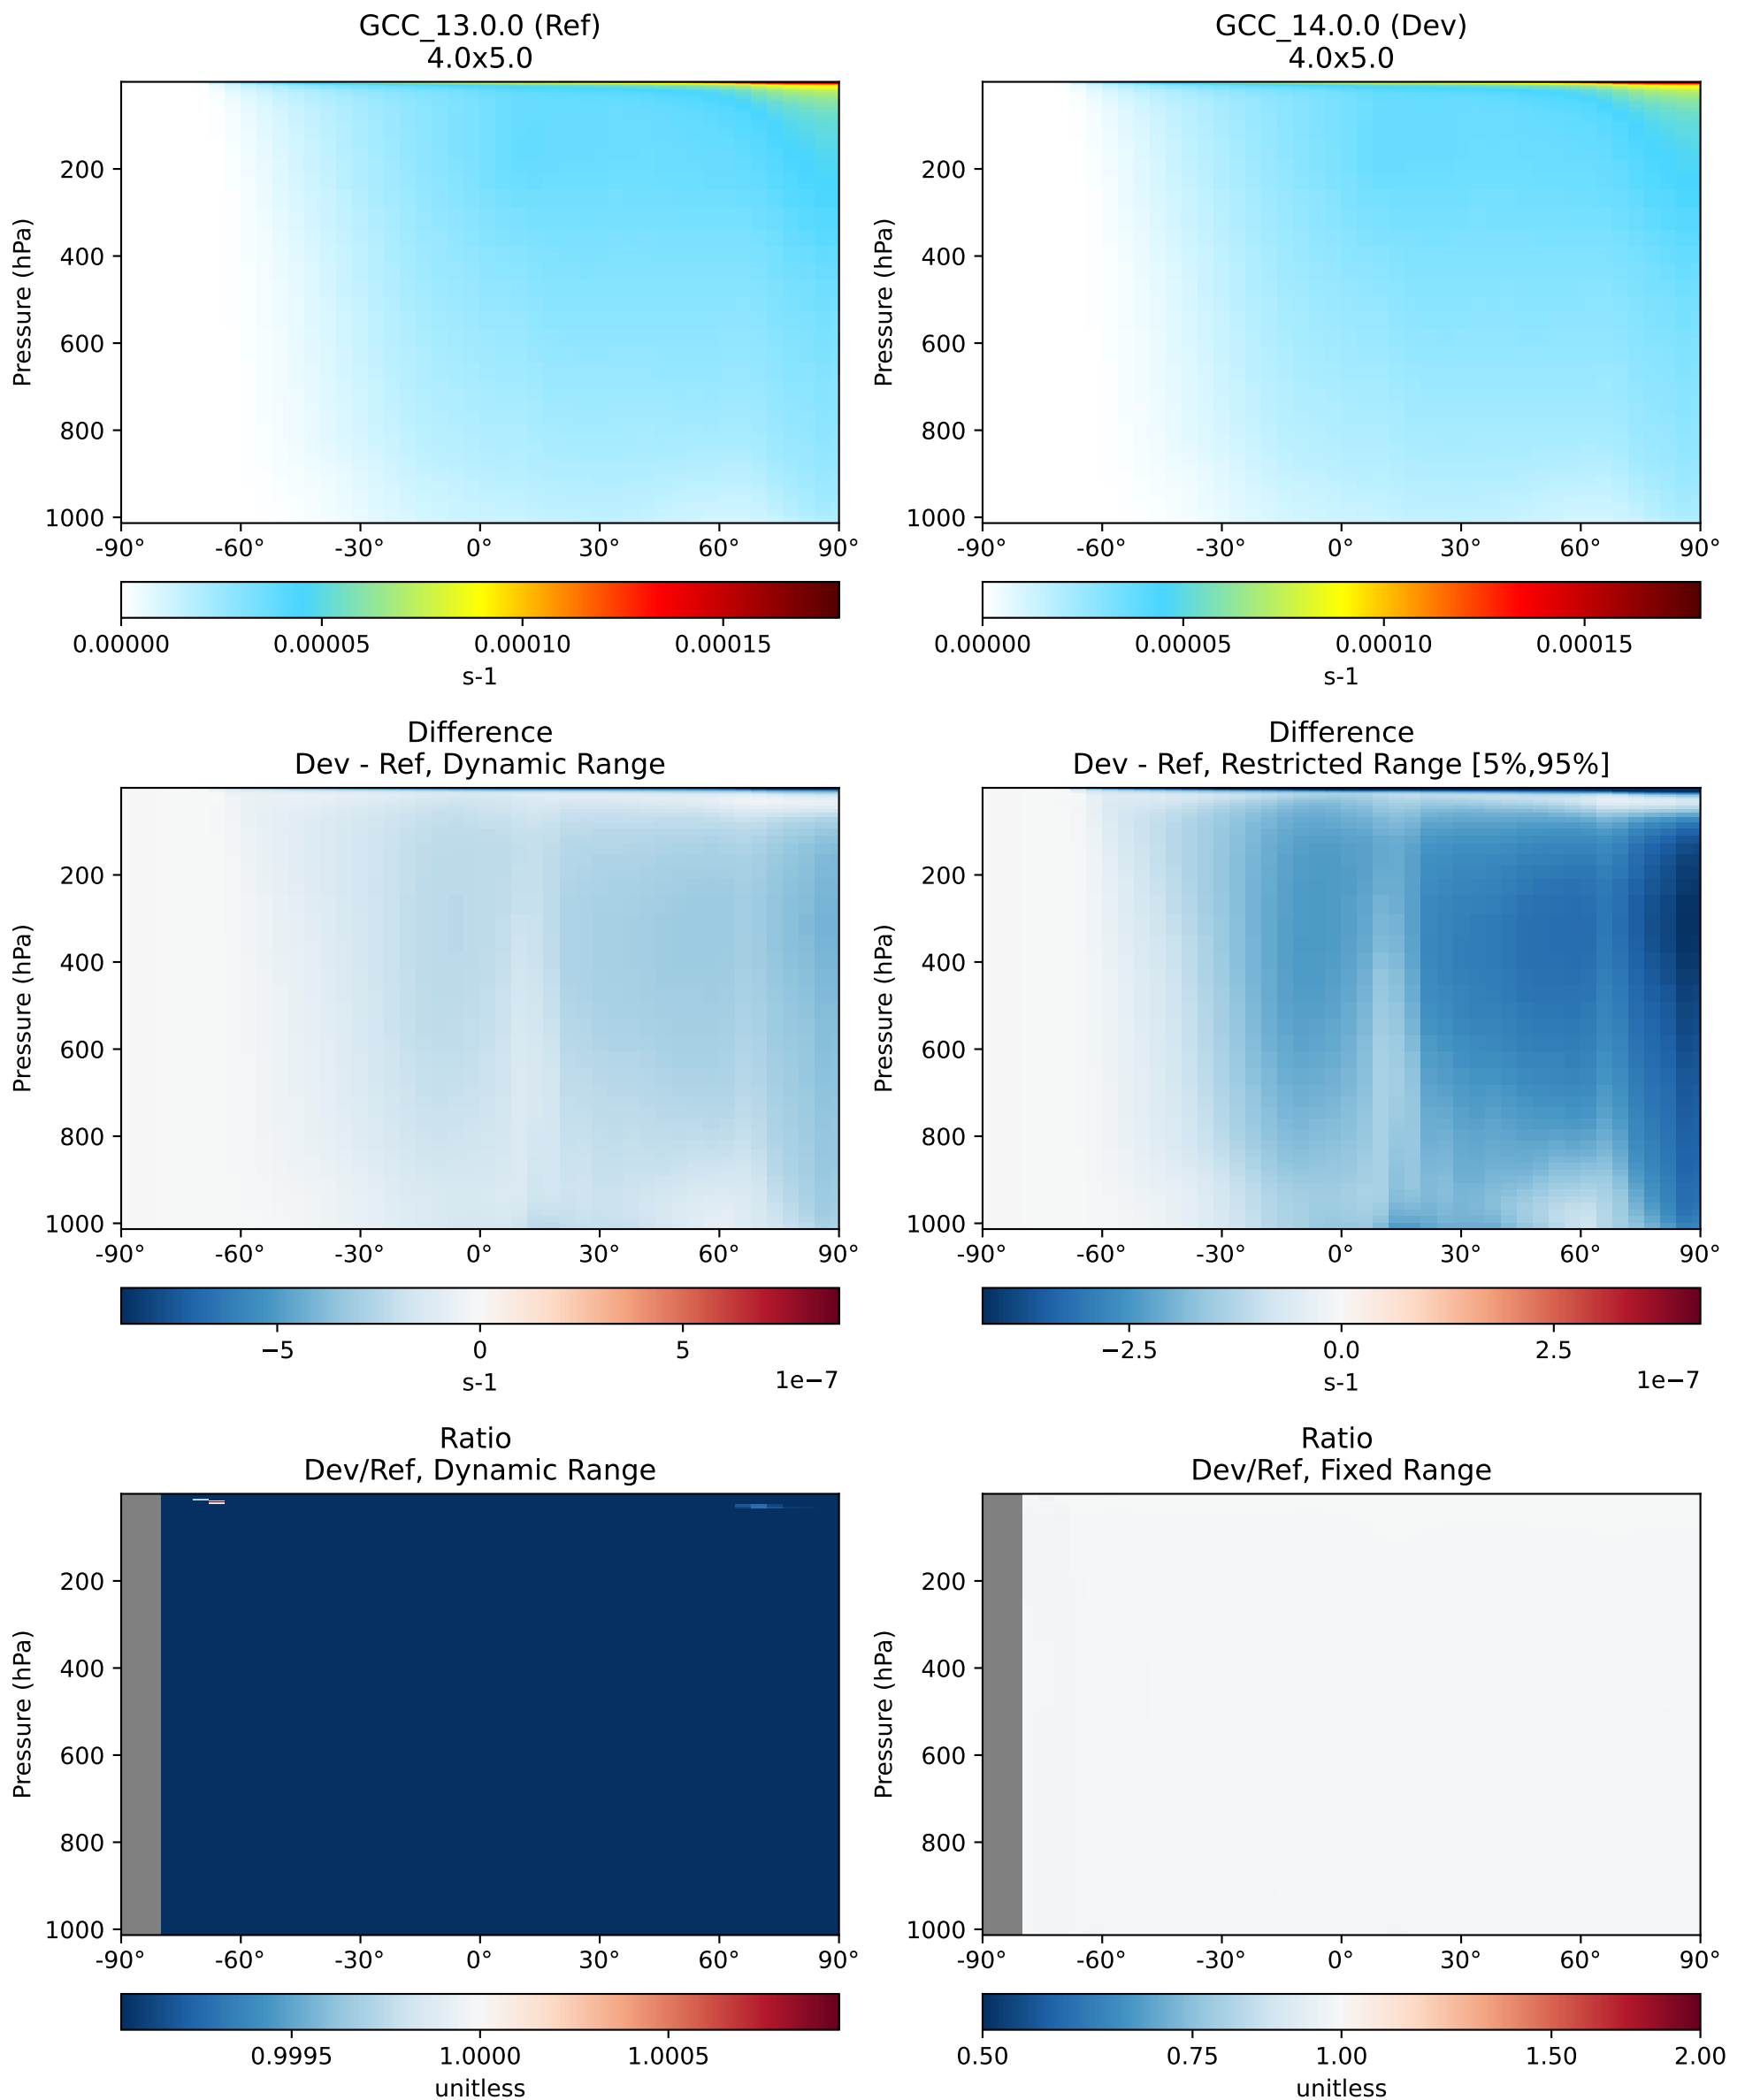 GCC_13.0.0 (Ref)
4.0x5.0
Pressure (hPa)
200
400
600
800
1000
-90° -60° -30° 0° 30° 60° 90°
0.00000 0.00005 0.00010 0.00015
s-1
GCC_14.0.0 (Dev)
4.0x5.0
Pressure (hPa)
200
400
600
800
1000
-90° -60° -30° 0° 30° 60° 90°
0.00000 0.00005 0.00010 0.00015
s-1
Difference
Dev - Ref, Dynamic Range
Pressure (hPa)
200
400
600
800
1000
-90° -60° -30° 0° 30° 60° 90°
−5 0 5
s-1
1e−7
Difference
Dev - Ref, Restricted Range [5%,95%]
Pressure (hPa)
200
400
600
800
1000
-90° -60° -30° 0° 30° 60° 90°
−2.5 0.0 2.5
s-1
1e−7
Ratio
Dev/Ref, Dynamic Range
Pressure (hPa)
200
400
600
800
1000
-90° -60° -30° 0° 30° 60° 90°
0.9995 1.0000 1.0005
unitless
Ratio
Dev/Ref, Fixed Range
Pressure (hPa)
200
400
600
800
1000
-90° -60° -30° 0° 30° 60° 90°
0.50 0.75 1.00 1.50 2.00
unitless